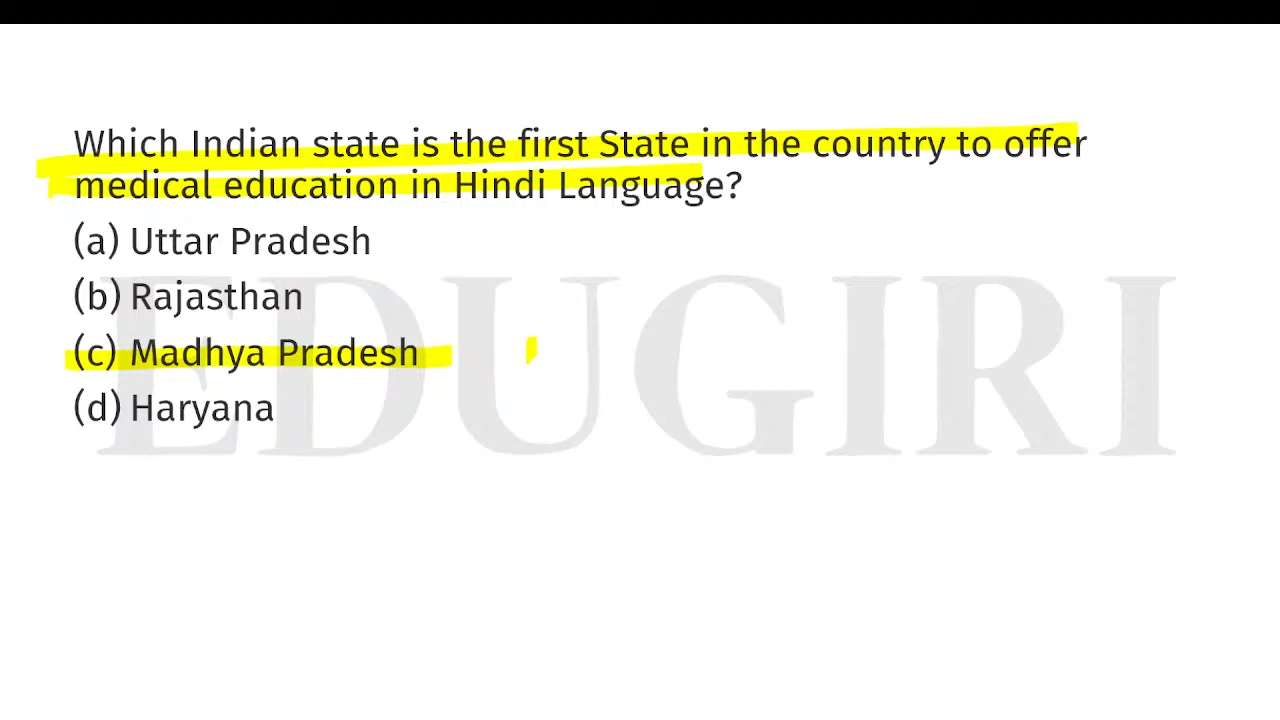 Which Indian state is the first State in the country to offer
medical education in Hindi Language?
(a) Uttar Pradesh
(b) Rajasthan
(c) Madhya Pradesh
(d) Haryana
EDUGIRI